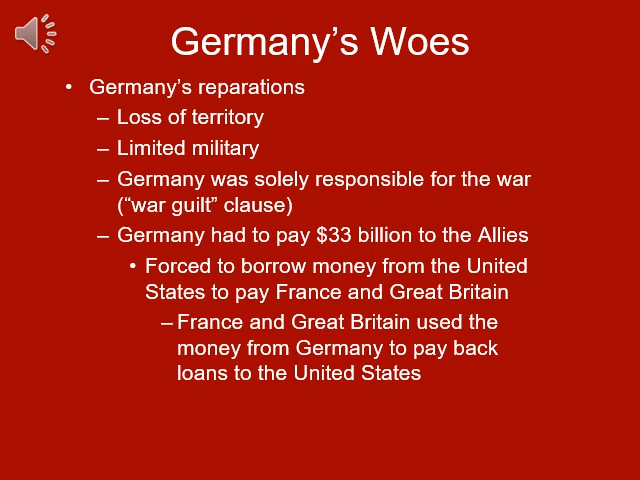 Germany’s Woes
• Germany’s reparations
– Loss of territory
– Limited military
– Germany was solely responsible for the war
(“war guilt” clause)
– Germany had to pay $33 billion to the Allies
• Forced to borrow money from the United
States to pay France and Great Britain
– France and Great Britain used the
money from Germany to pay back
loans to the United States